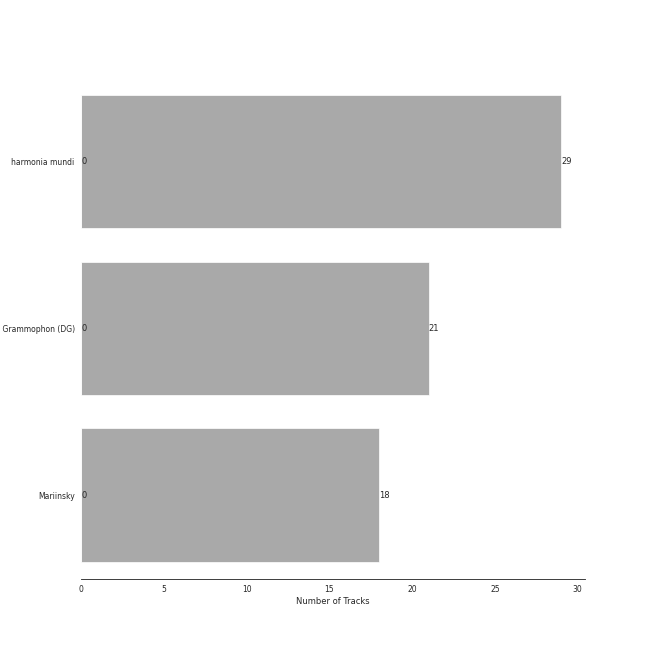 harmonia mundi 0 29
Grammophon (DG) 0 21
Mariinsky 0 18
0 5 10 15 20 25 30
Number of Tracks